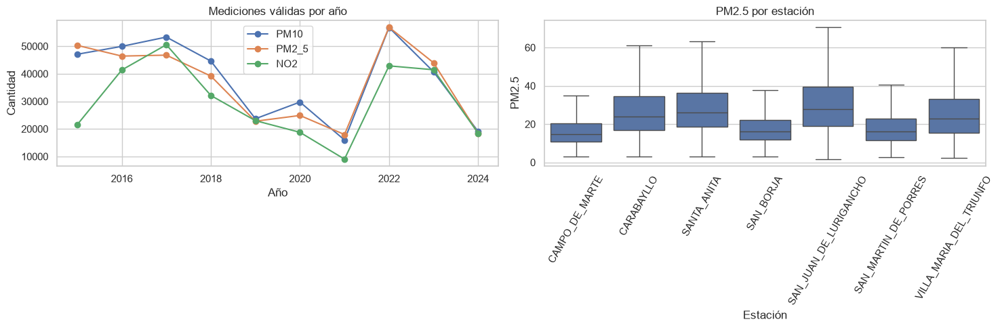 Mediciones válidas por año
PM10
PM2_5
NO2
50000
40000
30000
20000
10000
Cantidad
2016
2018
2020
2022
2024
Año
PM2.5 por estación
60
40
20
0
PM2.5
CAMPO_DE_MARTE
CARABAYLLO
SANTA_ANITA
SAN_BORJA
SAN_JUAN_DE_LURIGANCHO
SAN_MARTIN_DE_PORRES
VILLA_MARIA_DEL_TRIUNFO
Estación